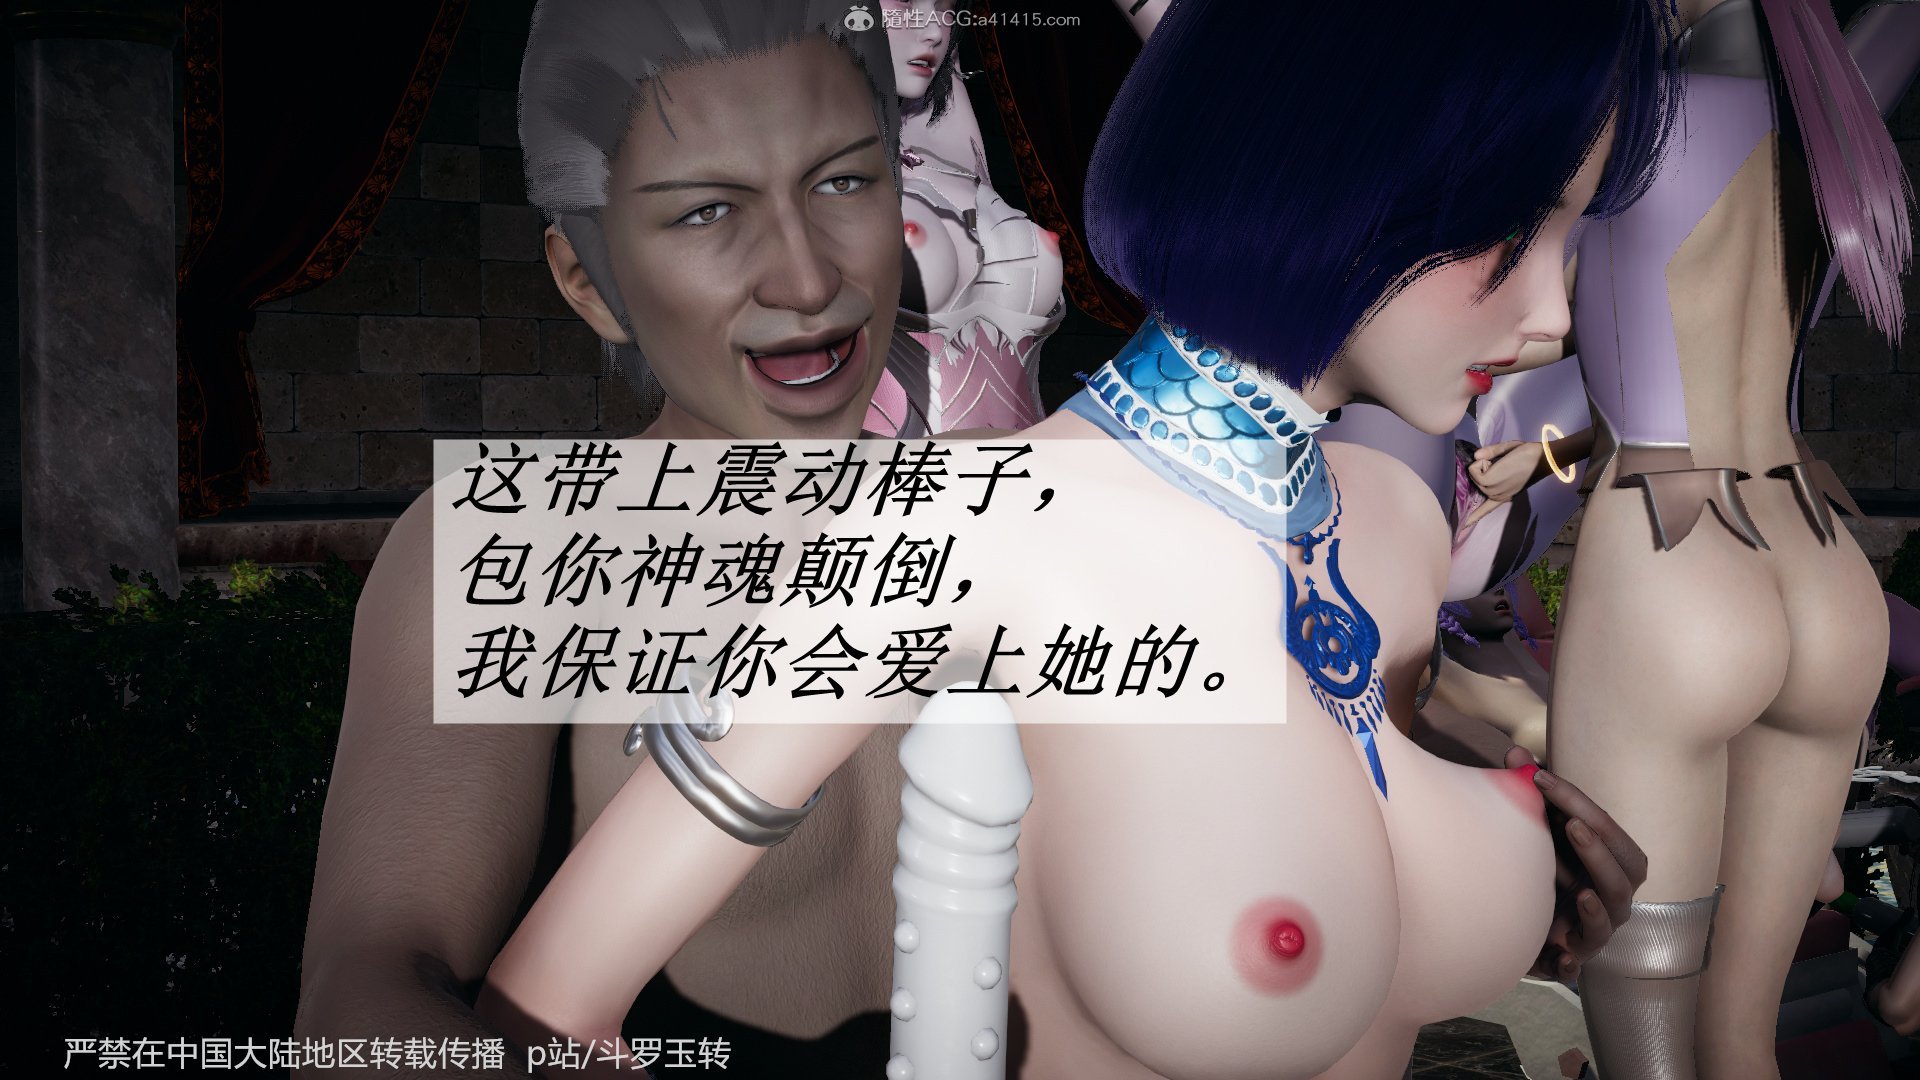 隨性ACG:a41415.com
这带上震动棒子，
包你神魂颠倒，
我保证你会爱上她的。
严禁在中国大陆地区转载传播 p站/斗罗玉转